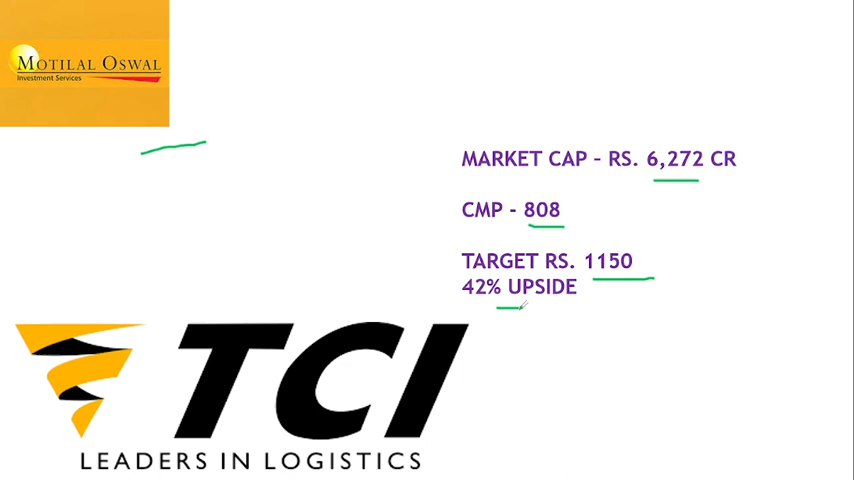 MOTILAL OSWAL
Investment Services
MARKET CAP – RS. 6,272 CR
CMP - 808
TARGET RS. 1150
42% UPSIDE
TCI
LEADERS IN LOGISTICS